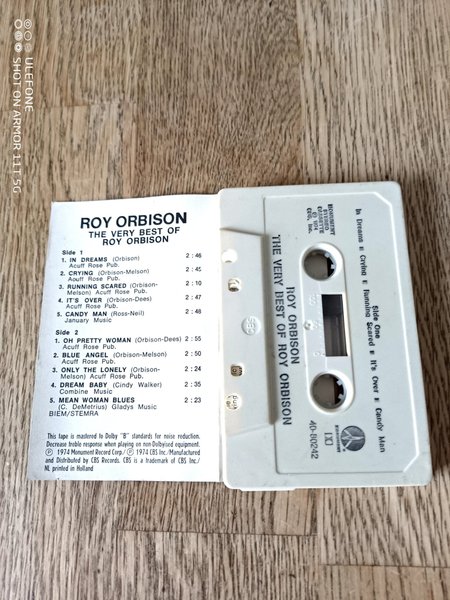 ULEFONE
SHOT ON ARMOR 11T 5G
ROY ORBISON
THE VERY BEST OF
ROY ORBISON
Side 1
1. IN DREAMS (Orbison) 2 : 46
Acuff Rose Pub.
2. CRYING (Orbison-Melson) 2 : 45
Acuff Rose Pub.
3. RUNNING SCARED (Orbison- 2 : 10
Melson) Acuff Rose Pub.
4. IT'S OVER (Orbison-Dees) 2 : 47
Acuff Rose Pub.
5. CANDY MAN (Ross-Neil) 2 : 48
January Music
Side 2
1. OH PRETTY WOMAN (Orbison-Dees) 2 : 55
Acuff Rose Pub.
2. BLUE ANGEL (Orbison-Melson) 2 : 50
Acuff Rose Pub.
3. ONLY THE LONELY (Orbison- 2 : 24
Melson) Acuff Rose Pub.
4. DREAM BABY (Cindy Walker) 2 : 35
Combine Music
5. MEAN WOMAN BLUES 2 : 23
(C. DeMetrius) Gladys Music
BIEM/STEMRA
This tape is mastered to Dolby "B" standards for noise reduction.
Decrease treble response when playing on non-Dolbyised equipment.
Ⓟ 1974 Monument Record Corp./ © 1974 CBS Inc./Manufactured
and Distributed by CBS Records. CBS is a trademark of CBS Inc./
NL printed in Holland
ROY ORBISON
THE VERY BEST OF ROY ORBISON
Side One
In Dreams Crying
Running Scared It's Over Candy Man
40-80242